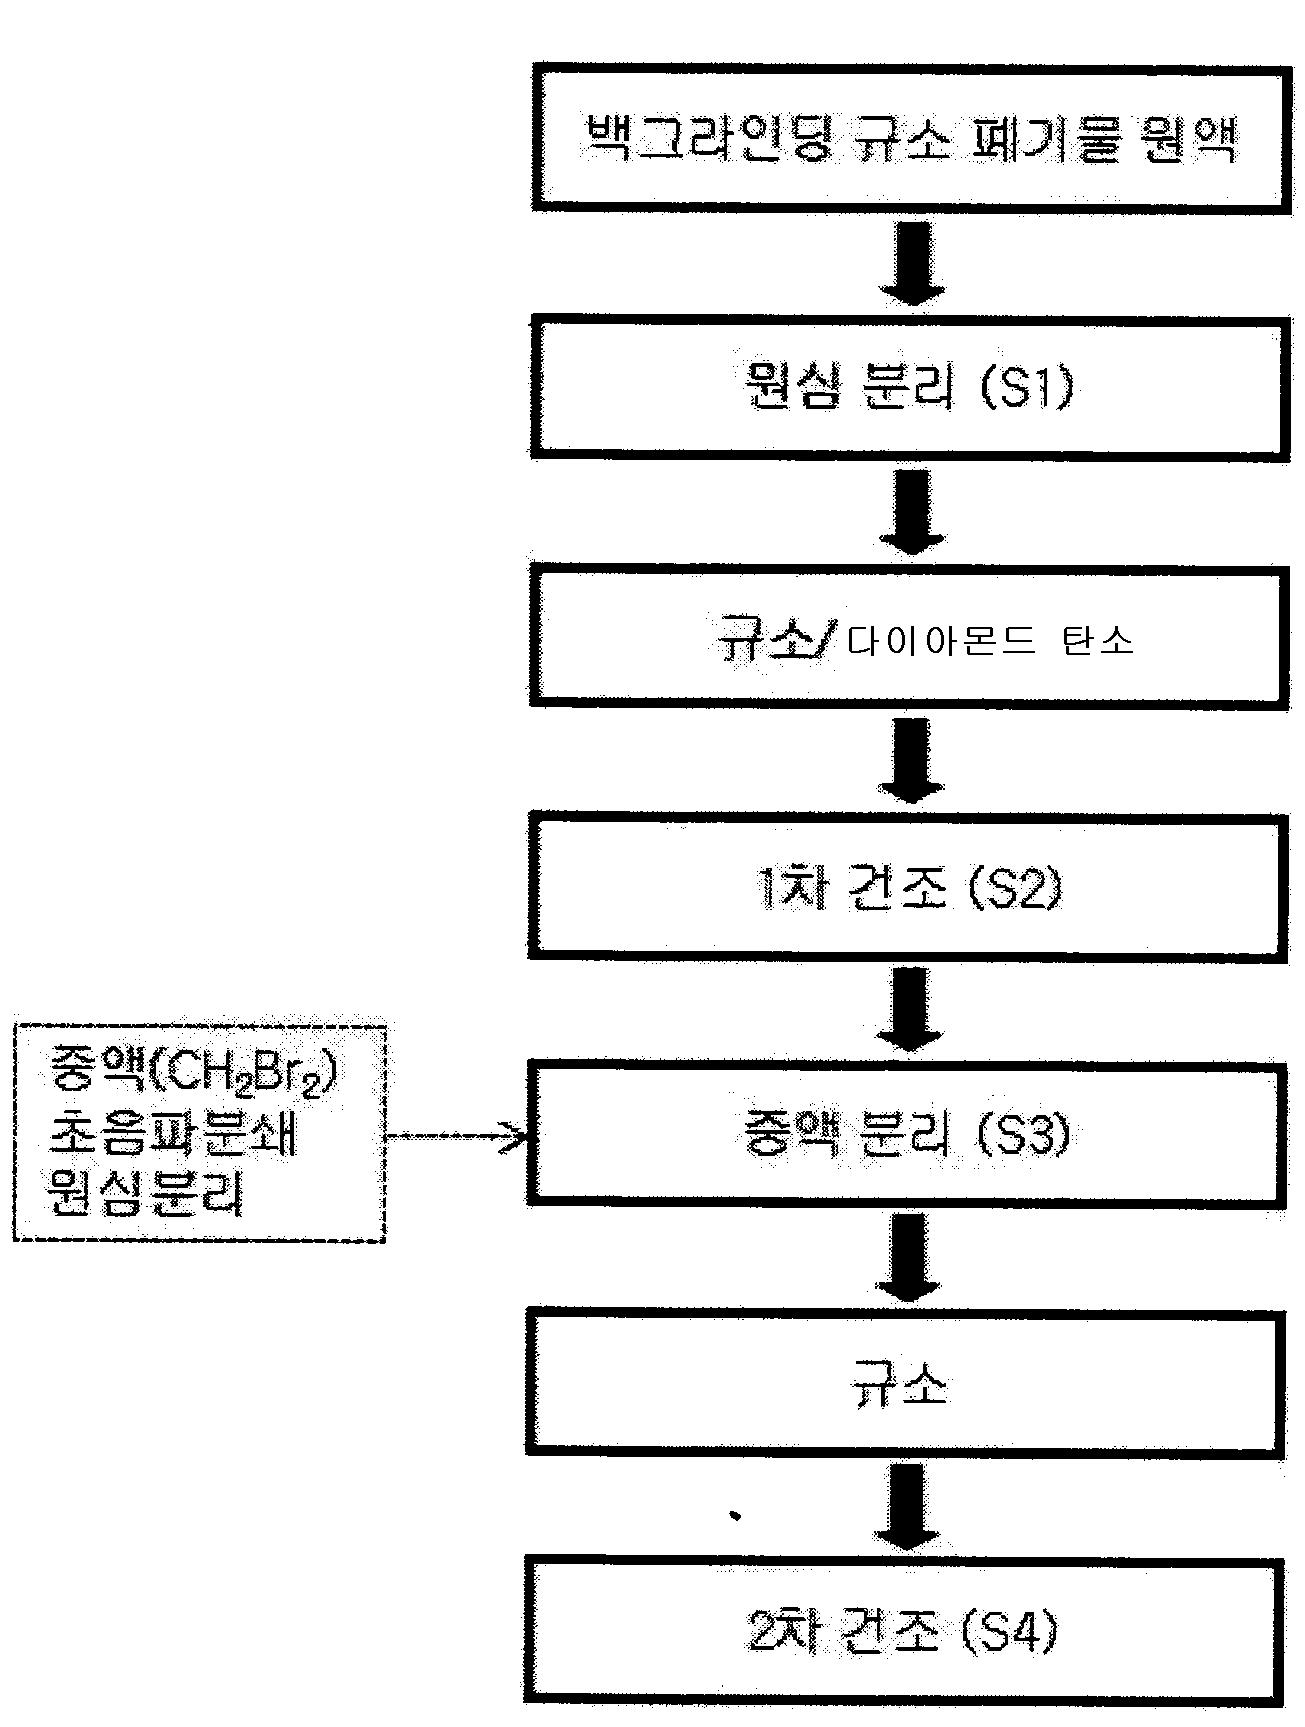 백그라인딩 규소 폐기물 원액
원심 분리 (S1)
규소/ 다이아몬드 탄소
1차 건조 (S2)
중액(CH₂Br₂)
초음파분쇄
원심분리
중액 분리 (S3)
규소
2차 건조 (S4)